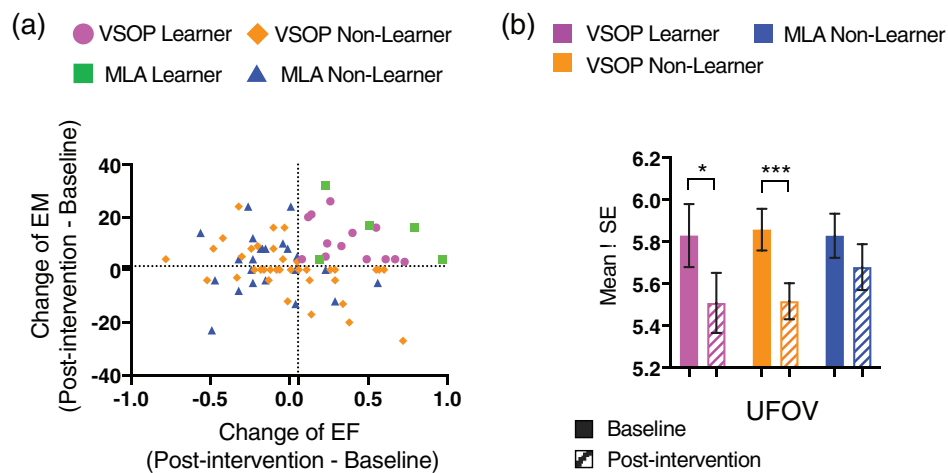 (a)
VSOP Learner
VSOP Non-Learner
MLA Learner
MLA Non-Learner
Change of EM
(Post-intervention - Baseline)
40
20
0
-20
-40
-1.0
-0.5
0.0
0.5
1.0
Change of EF
(Post-intervention - Baseline)
(b)
VSOP Learner
MLA Non-Learner
VSOP Non-Learner
Mean ! SE
6.2
6.0
5.8
5.6
5.4
5.2
*
***
UFOV
Baseline
Post-intervention